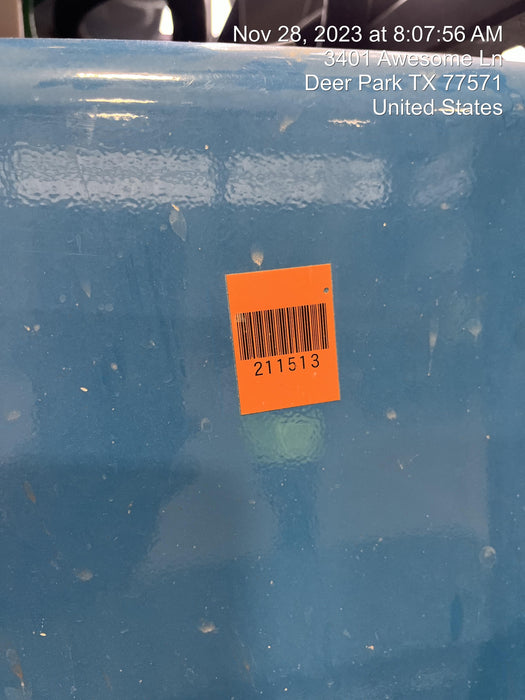 Nov 28, 2023 at 8:07:56 AM
3401 Awesome Ln
Deer Park TX 77571
United States
211513